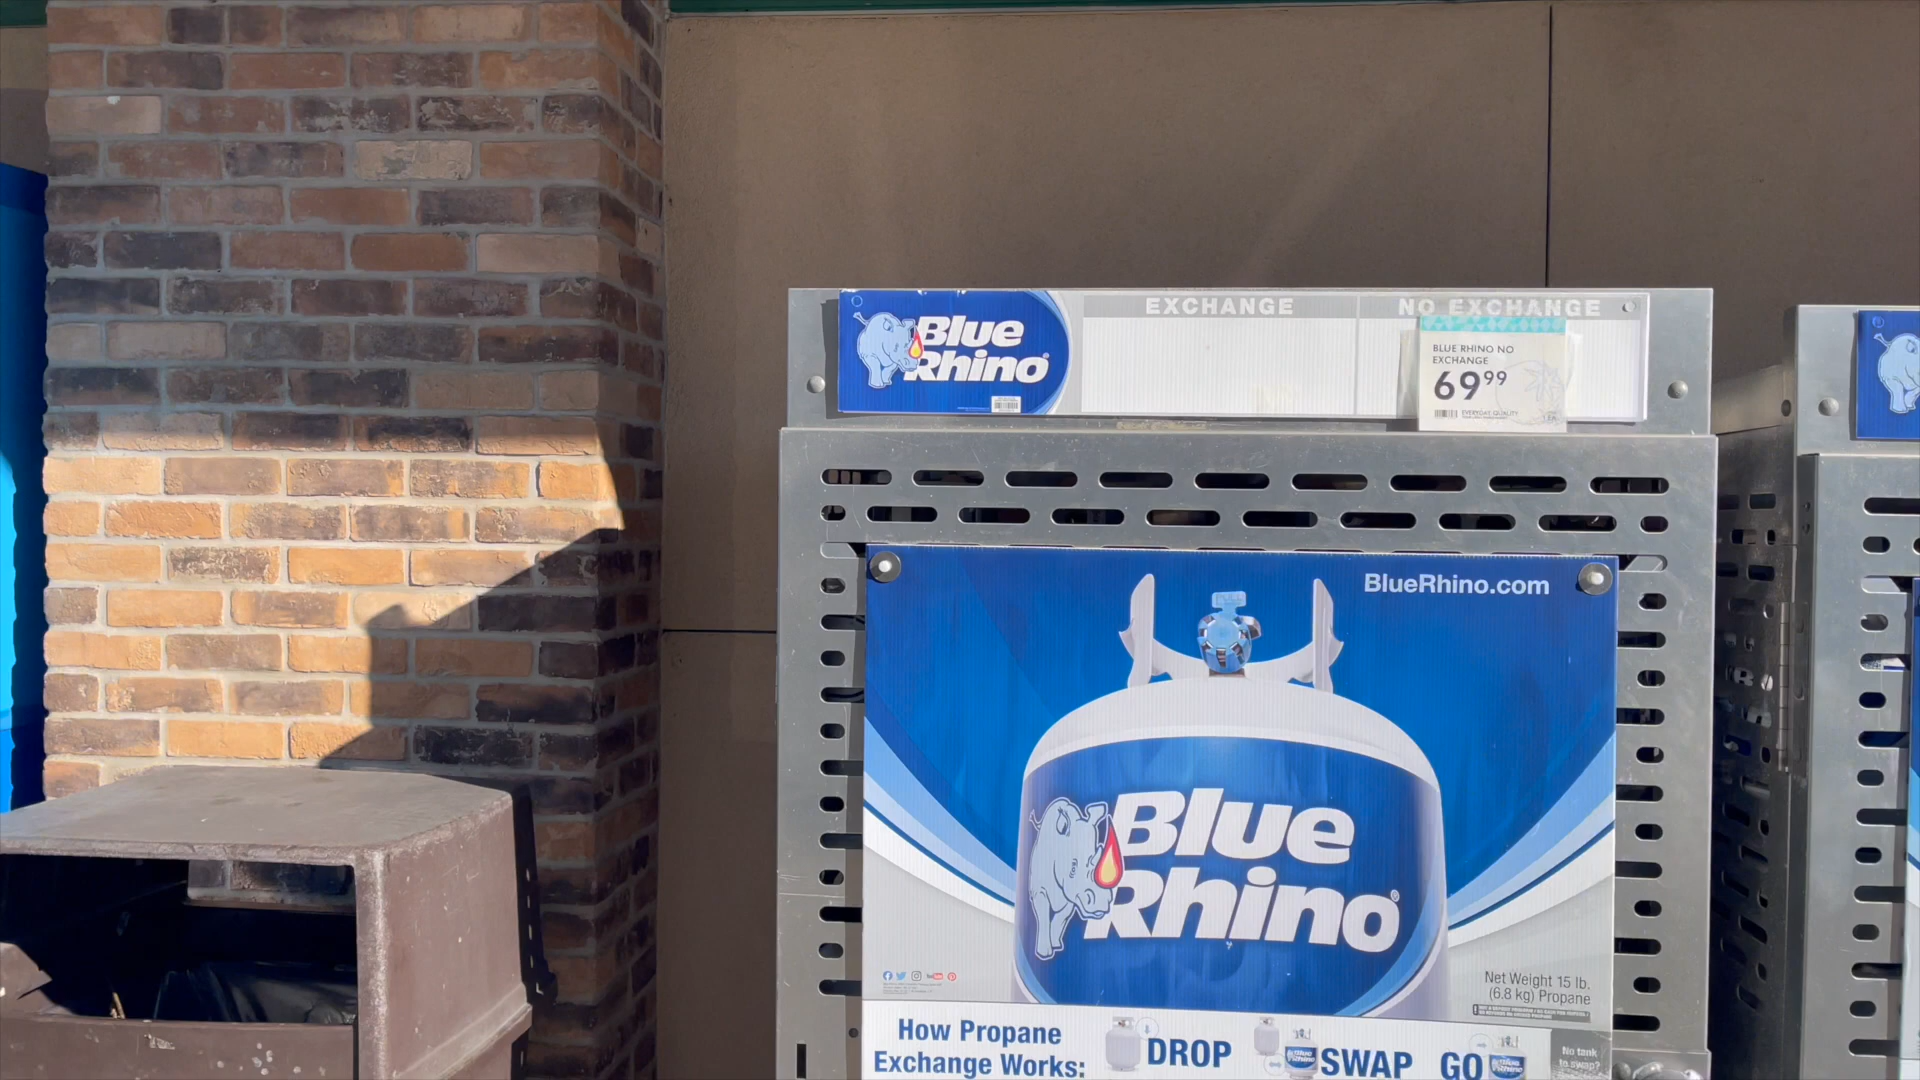 EXCHANGE
NO EXCHANGE
Blue
Rhino
BLUE RHINO NO
EXCHANGE
69 99
EVERYDAY QUALITY
BlueRhino.com
Blue
Rhino
Net Weight 15 lb.
(6.8 kg) Propane
How Propane
Exchange Works:
DROP
SWAP
GO
No tank
to swap?